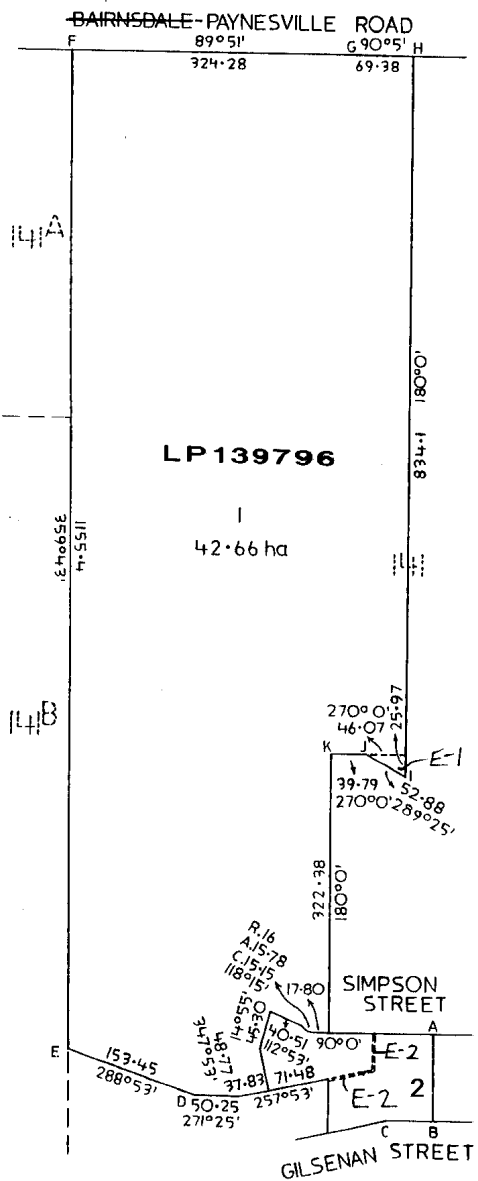 BAIRNSDALE-PAYNESVILLE ROAD
F 89°51' G 90°5' H
324·28 69·38
141A
180°0'
834·1
LP139796
1
42·66 ha
359°43'
1155·4
141B
270°0'
46·07
25·97
K J
E-1
I
39·79
270°0'
52·88
289°25'
322·38
180°0'
R.16
A.15·78
C.15·15
118°15'
17·80
SIMPSON
STREET
A
90°0'
40·51
112°53'
45·30
14°55'
48·77
347°53'
E-2
E
153·45
288°53'
D 50·25
271°25'
37·83 71·48
257°53'
E-2
2
C B
GILSENAN STREET